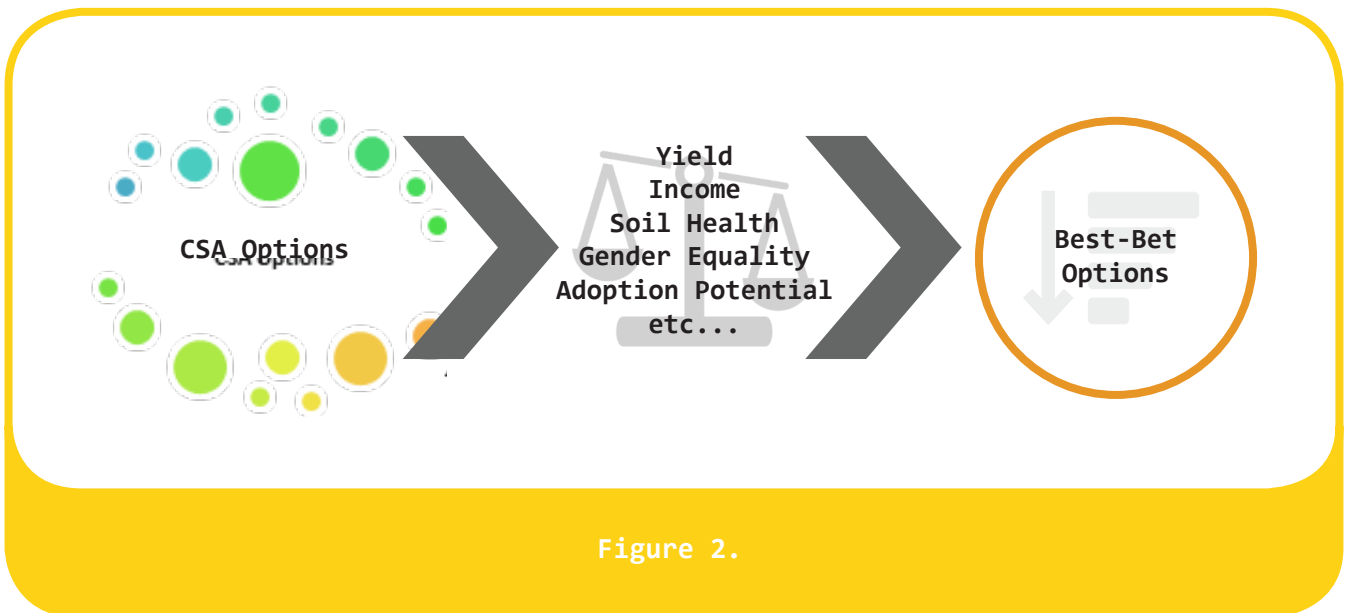 CSA Options
Yield
Income
Soil Health
Gender Equality
Adoption Potential
etc...
Best-Bet
Options
Figure 2.